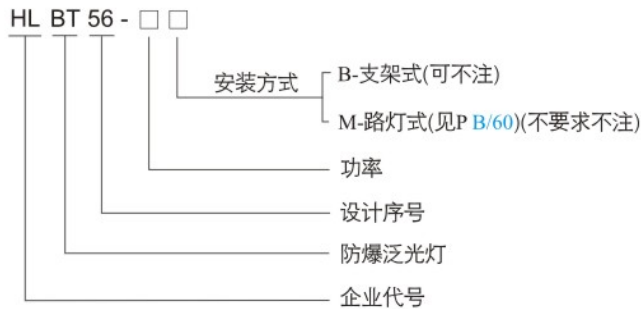 HL BT 56 - □ □
B-支架式(可不注)
安装方式
M-路灯式(见P B/60)(不要求不注)
功率
设计序号
防爆泛光灯
企业代号